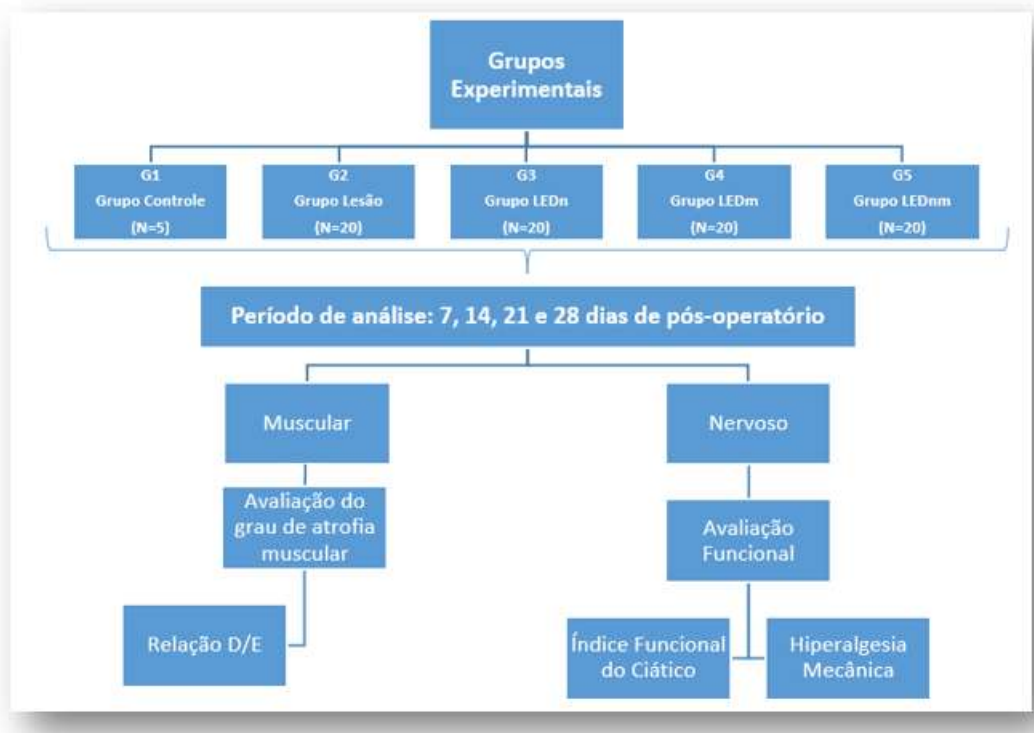 Grupos
Experimentais
G1
Grupo Controle
(N=5)
G2
Grupo Lesão
(N=20)
G3
Grupo LEDn
(N=20)
G4
Grupo LEDm
(N=20)
G5
Grupo LEDnm
(N=20)
Período de análise: 7, 14, 21 e 28 dias de pós-operatório
Muscular
Nervoso
Avaliação do
grau de atrofia
muscular
Avaliação
Funcional
Relação D/E
Índice Funcional
do Ciático
Hiperalgesia
Mecânica